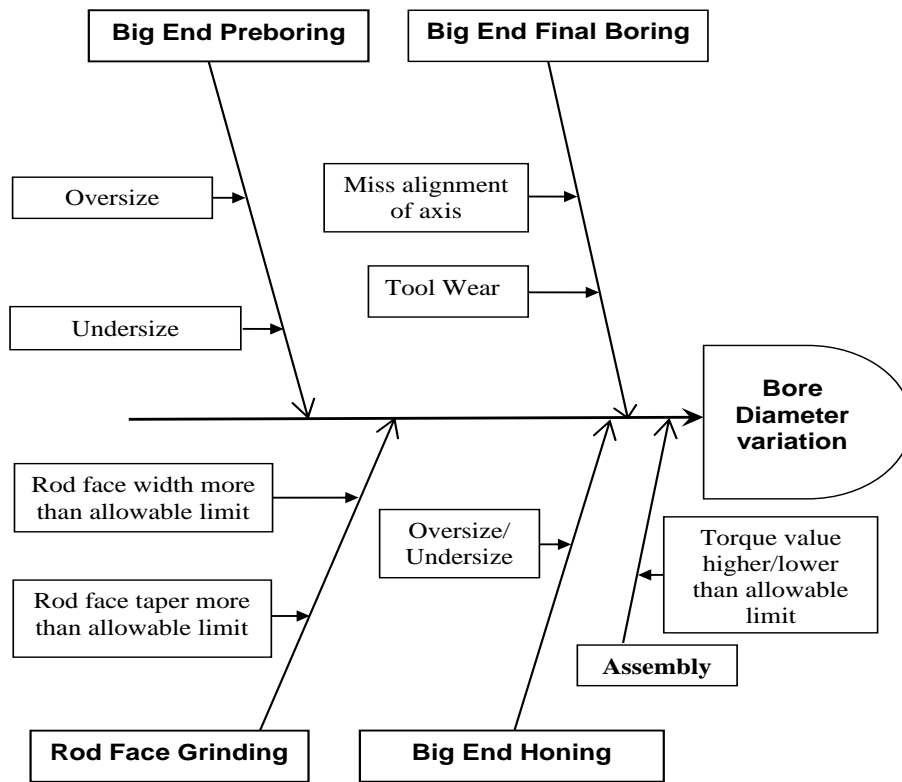 Big End Preboring
Big End Final Boring
Oversize
Miss alignment
of axis
Tool Wear
Undersize
Bore
Diameter
variation
Rod face width more
than allowable limit
Oversize/
Undersize
Torque value
higher/lower
than allowable
limit
Rod face taper more
than allowable limit
Assembly
Rod Face Grinding
Big End Honing